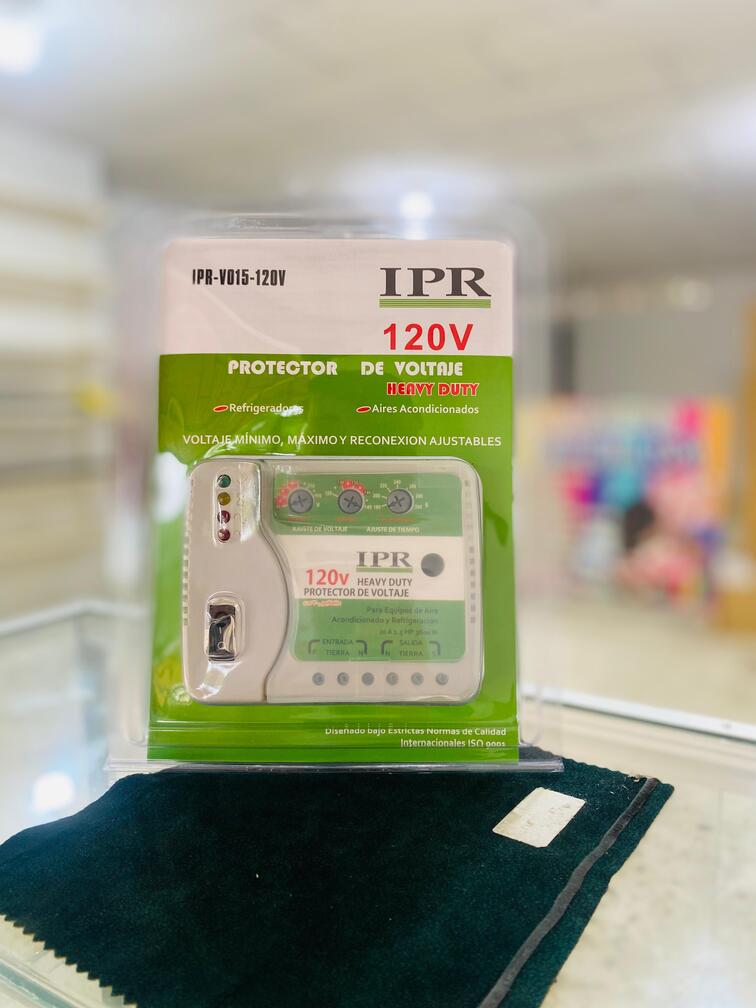 IPR-V015-120V
IPR
120V
PROTECTOR DE VOLTAJE
HEAVY DUTY
Refrigeradores
Aires Acondicionados
VOLTAJE MÍNIMO, MÁXIMO Y RECONEXION AJUSTABLES
AJUSTE DE VOLTAJE
AJUSTE DE TIEMPO
IPR
120v HEAVY DUTY
PROTECTOR DE VOLTAJE
Para Equipos de Aire
Acondicionado y Refrigeración
ENTRADA
SALIDA
F TIERRA N
N TIERRA
Diseñado bajo Estrictas Normas de Calidad
Internacionales ISO 9001